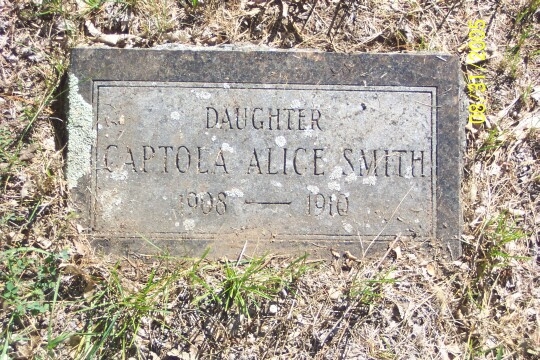 DAUGHTER
CAPTOLA ALICE SMITH
1908 — 1910